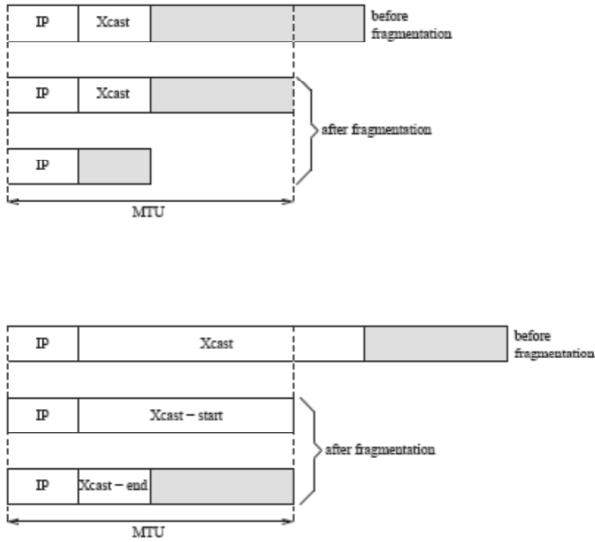 IP Xcast before
fragmentation
IP Xcast
after fragmentation
IP
MTU
IP Xcast before
fragmentation
IP Xcast – start
after fragmentation
IP Xcast – end
MTU